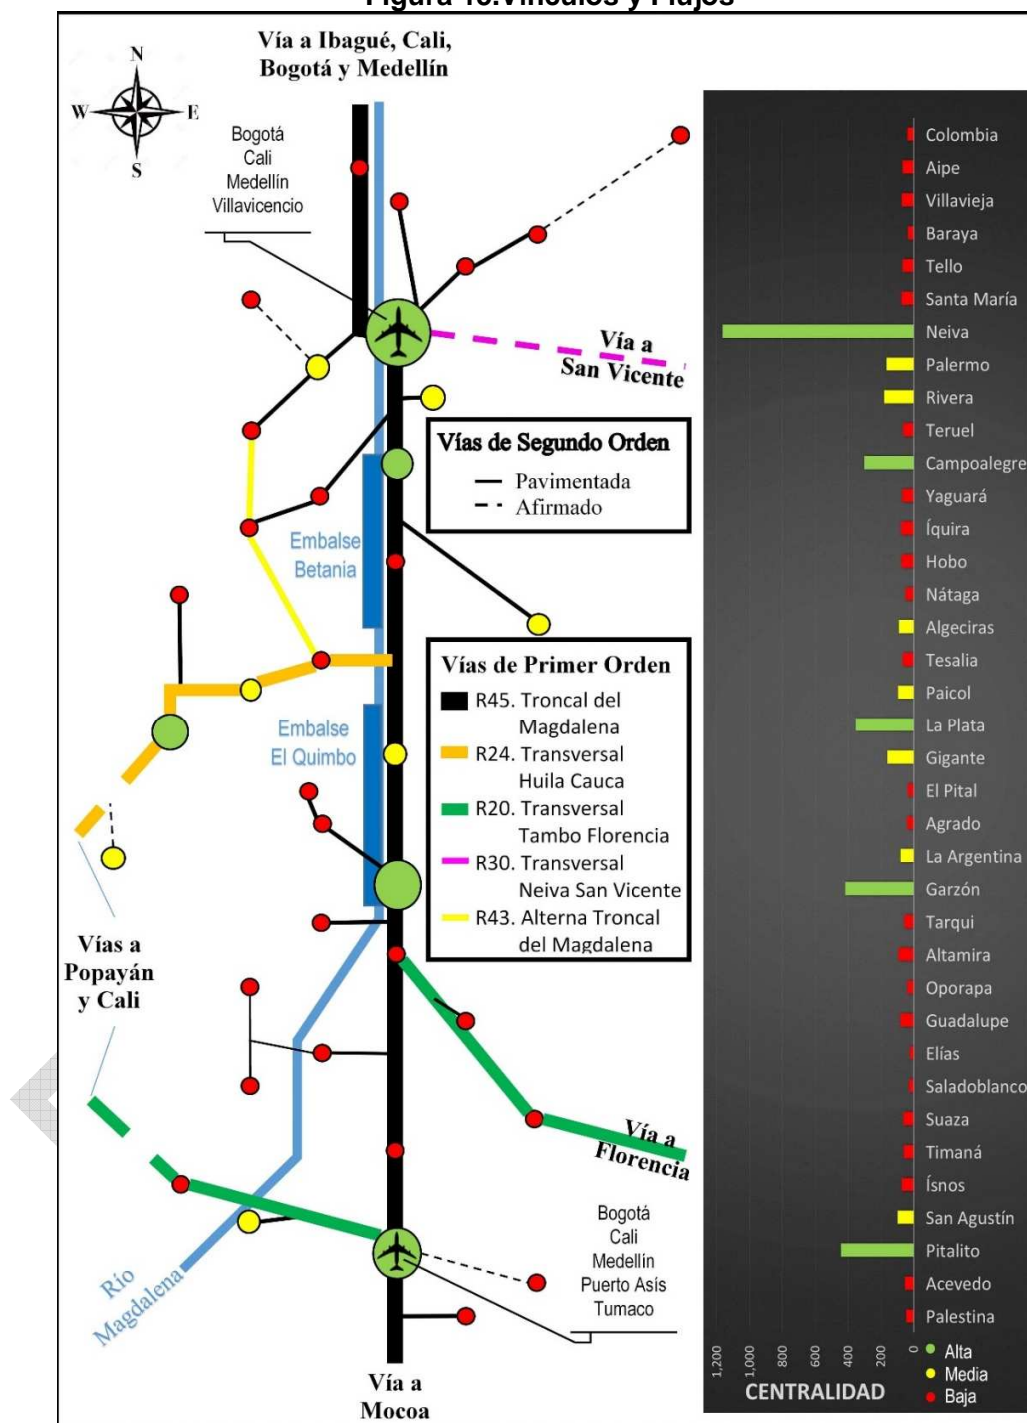 Figura 18.Vínculos y Flujos
Vía a Ibagué, Cali,
Bogotá y Medellín
N
W
E
S
Bogotá
Cali
Medellín
Villavicencio
Vía a
San Vicente
Vías de Segundo Orden
Pavimentada
Afirmado
Embalse
Betania
Vías de Primer Orden
R45. Troncal del
Magdalena
R24. Transversal
Huila Cauca
R20. Transversal
Tambo Florencia
R30. Transversal
Neiva San Vicente
R43. Alterna Troncal
del Magdalena
Embalse
El Quimbo
Vías a
Popayán
y Cali
Vía a
Florencia
Río
Magdalena
Bogotá
Cali
Medellín
Puerto Asís
Tumaco
Vía a
Mocoa
Colombia
Aipe
Villavieja
Baraya
Tello
Santa María
Neiva
Palermo
Rivera
Teruel
Campoalegre
Yaguará
Íquira
Hobo
Nátaga
Algeciras
Tesalia
Paicol
La Plata
Gigante
El Pital
Agrado
La Argentina
Garzón
Tarqui
Altamira
Oporapa
Guadalupe
Elías
Saladoblanco
Suaza
Timaná
Ísnos
San Agustín
Pitalito
Acevedo
Palestina
1,200
1,000
800
600
400
200
0
CENTRALIDAD
Alta
Media
Baja